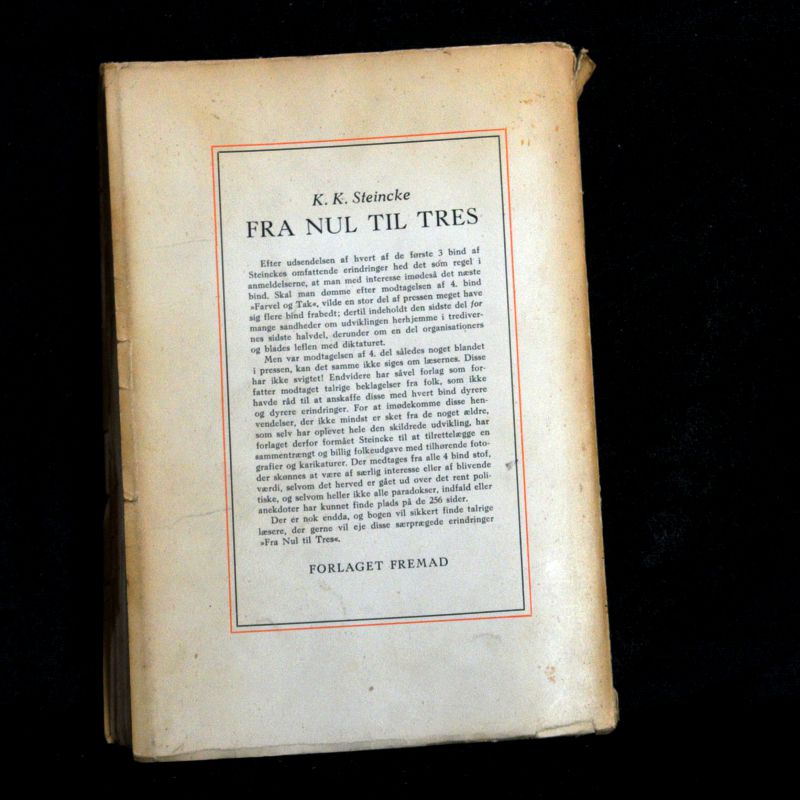 K. K. Steincke
FRA NUL TIL TRES
Efter udsendelsen af hvert af de første 3 bind af
Steinckes omfattende erindringer hed det som regel i
anmeldelserne, at man med interesse imødeså det næste
bind. Skal man dømme efter modtagelsen af 4. bind
»Farvel og Tak«, vilde en stor del af pressen meget have
sig flere bind frabedt; dertil indeholdt den sidste del for
mange sandheder om udviklingen herhjemme i trediver-
nes sidste halvdel, derunder om en del organisationers
og blades leflen med diktaturet.
Men var modtagelsen af 4. del således noget blandet
i pressen, kan det samme ikke siges om læsernes. Disse
har ikke svigtet! Endvidere har såvel forlag som for-
fatter modtaget talrige beklagelser fra folk, som ikke
havde råd til at anskaffe disse med hvert bind dyrere
og dyrere erindringer. For at imødekomme disse hen-
vendelser, der ikke mindst er sket fra de noget ældre,
som selv har oplevet hele den skildrede udvikling, har
forlaget derfor formået Steincke til at tilrettelægge en
sammentrængt og billig folkeudgave med tilhørende foto-
grafier og karikaturer. Der medtages fra alle 4 bind stof,
der skønnes at være af særlig interesse eller af blivende
værdi, selvom det herved er gået ud over det rent poli-
tiske, og selvom heller ikke alle paradokser, indfald eller
anekdoter har kunnet finde plads på de 256 sider.
Der er nok endda, og bogen vil sikkert finde talrige
læsere, der gerne vil eje disse særprægede erindringer
»Fra Nul til Tres«.
FORLAGET FREMAD